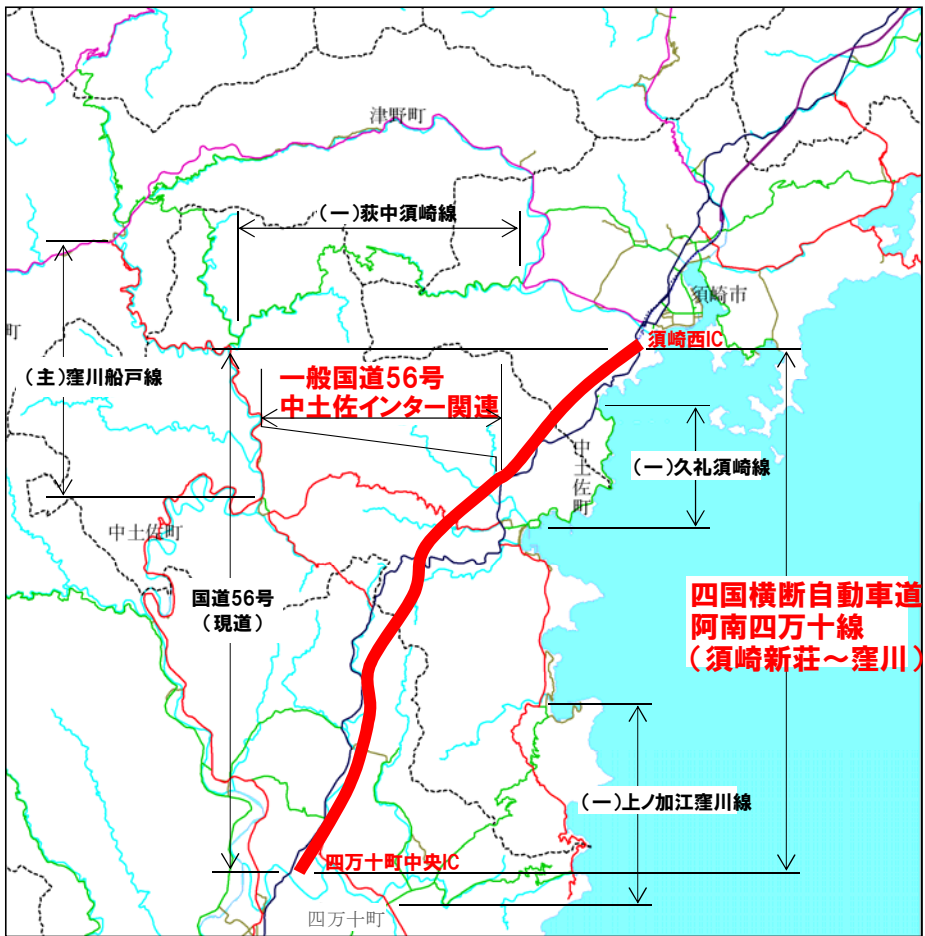 津野町
(一)荻中須崎線
須崎市
町
須崎西IC
(主)窪川船戸線
一般国道56号
中土佐インター関連
(一)久礼須崎線
中土佐町
中土佐町
国道56号
(現道)
四国横断自動車道
阿南四万十線
(須崎新荘～窪川)
(一)上ノ加江窪川線
四万十町中央IC
四万十町